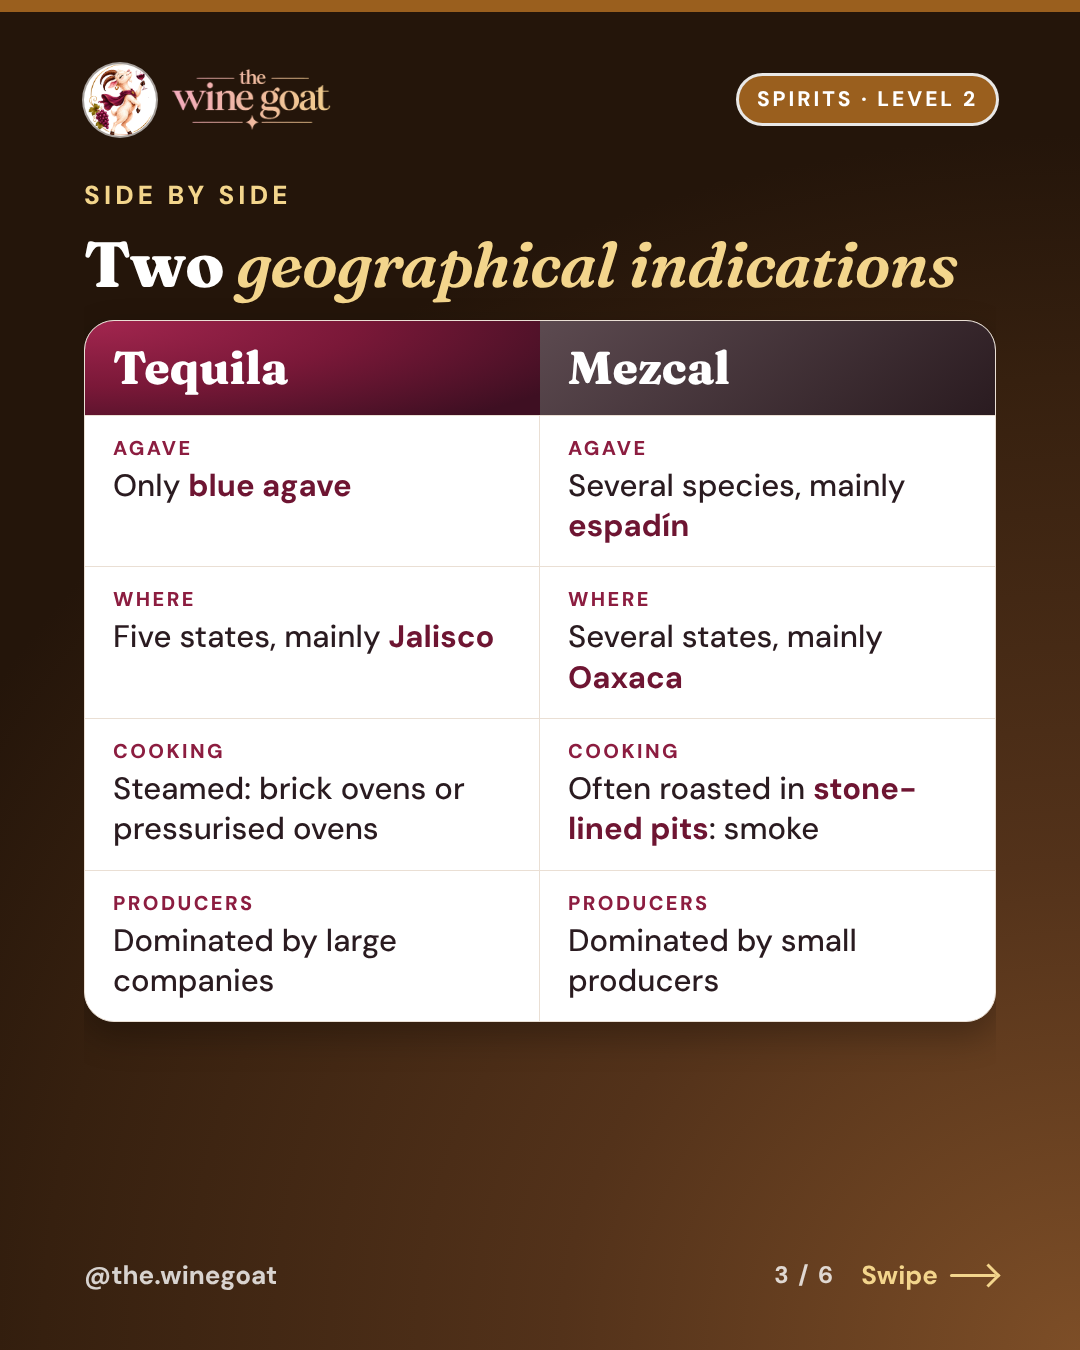 the
wine goat
SPIRITS · LEVEL 2
SIDE BY SIDE
Two geographical indications
Tequila
Mezcal
AGAVE
Only blue agave
AGAVE
Several species, mainly
espadín
WHERE
Five states, mainly Jalisco
WHERE
Several states, mainly
Oaxaca
COOKING
Steamed: brick ovens or
pressurised ovens
COOKING
Often roasted in stone-
lined pits: smoke
PRODUCERS
Dominated by large
companies
PRODUCERS
Dominated by small
producers
@the.winegoat
3 / 6
Swipe